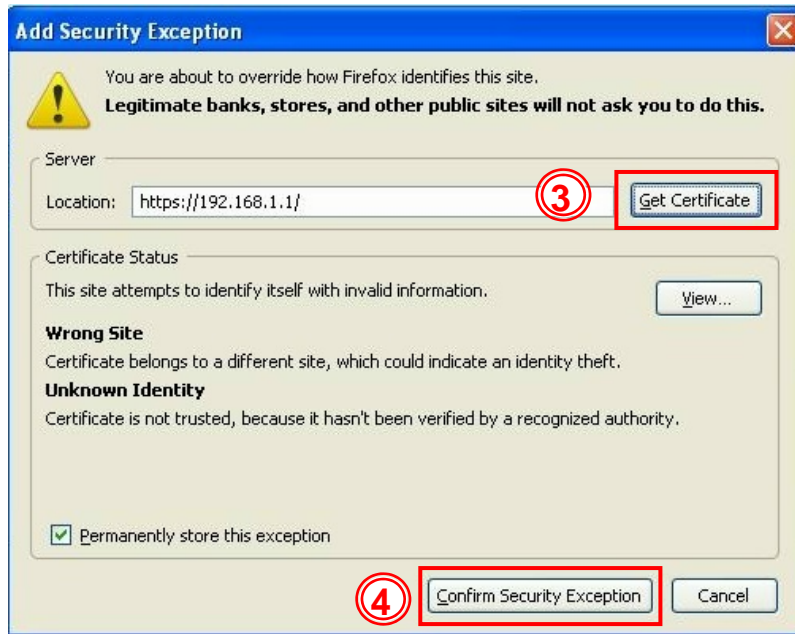 Add Security Exception
You are about to override how Firefox identifies this site.
Legitimate banks, stores, and other public sites will not ask you to do this.
Server
Location: https://192.168.1.1/ 3 Get Certificate
Certificate Status
This site attempts to identify itself with invalid information. View...
Wrong Site
Certificate belongs to a different site, which could indicate an identity theft.
Unknown Identity
Certificate is not trusted, because it hasn't been verified by a recognized authority.
Permanently store this exception
4 Confirm Security Exception Cancel